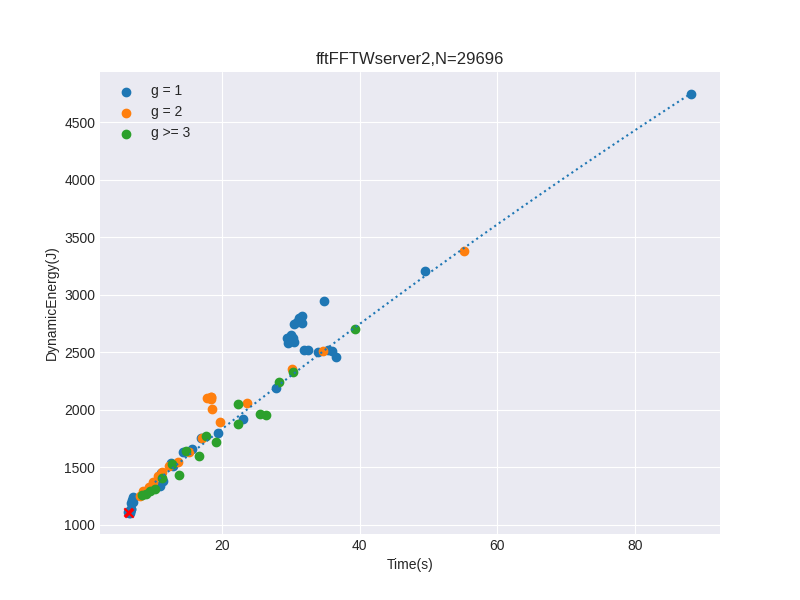 fftFFTWserver2,N=29696
g = 1
g = 2
g >= 3
DynamicEnergy(J)
4500
4000
3500
3000
2500
2000
1500
1000
20 40 60 80
Time(s)